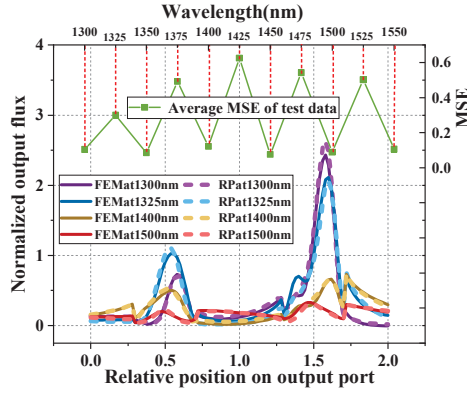 Wavelength(nm)
1300 1325 1350 1375 1400 1425 1450 1475 1500 1525 1550
4
3
2
1
0
Normalized output flux
0.6
0.4
0.2
0.0
MSE
Average MSE of test data
FEMat1300nm RPat1300nm
FEMat1325nm RPat1325nm
FEMat1400nm RPat1400nm
FEMat1500nm RPat1500nm
0.0 0.5 1.0 1.5 2.0
Relative position on output port